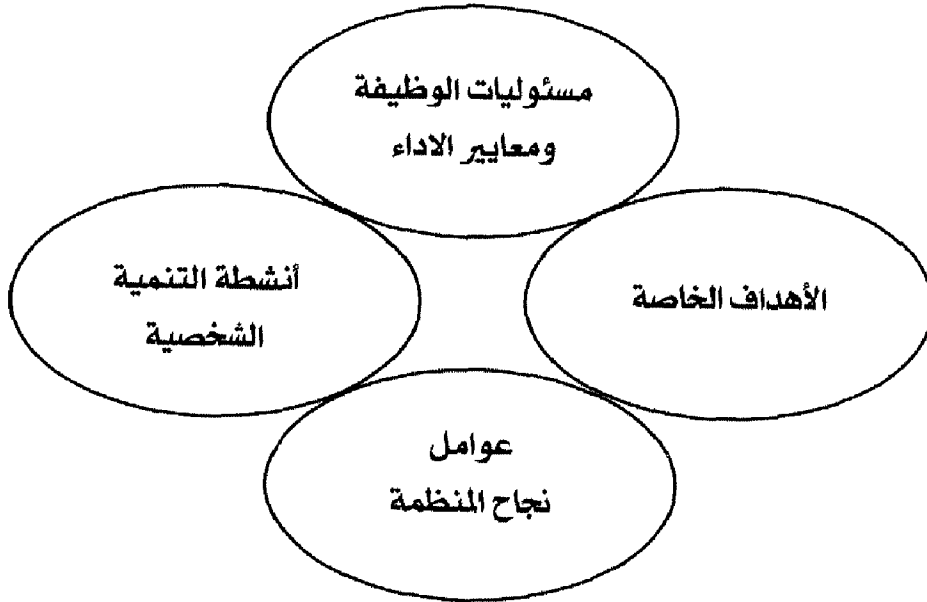 مسئوليات الوظيفة
ومعايير الاداء
الأهداف الخاصة
أنشطة التنمية
الشخصية
عوامل
نجاح المنظمة